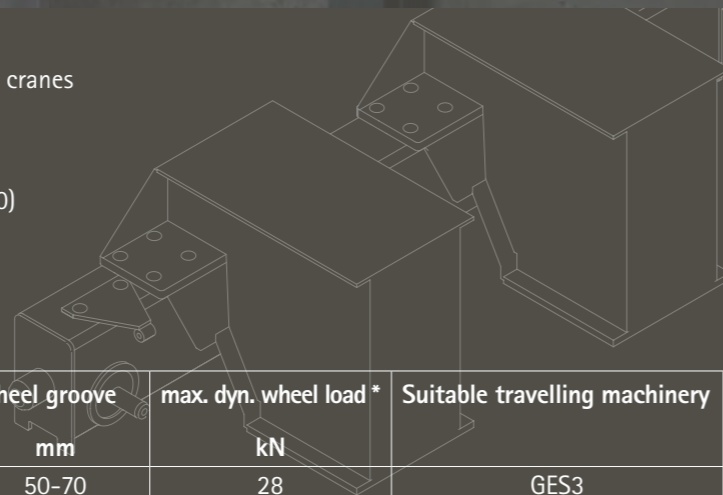 cranes
0)
heel groove max. dyn. wheel load * Suitable travelling machinery
mm kN
50-70 28 GES3